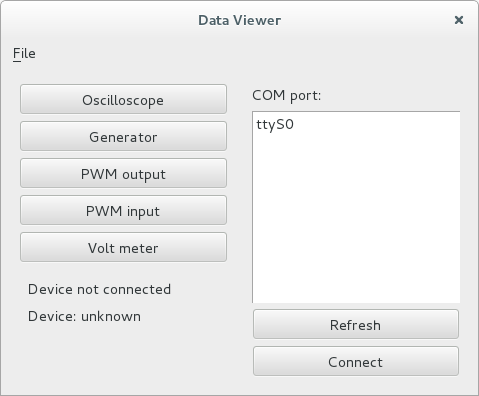 Data Viewer
File
Oscilloscope
Generator
PWM output
PWM input
Volt meter
Device not connected
Device: unknown
COM port:
ttyS0
Refresh
Connect